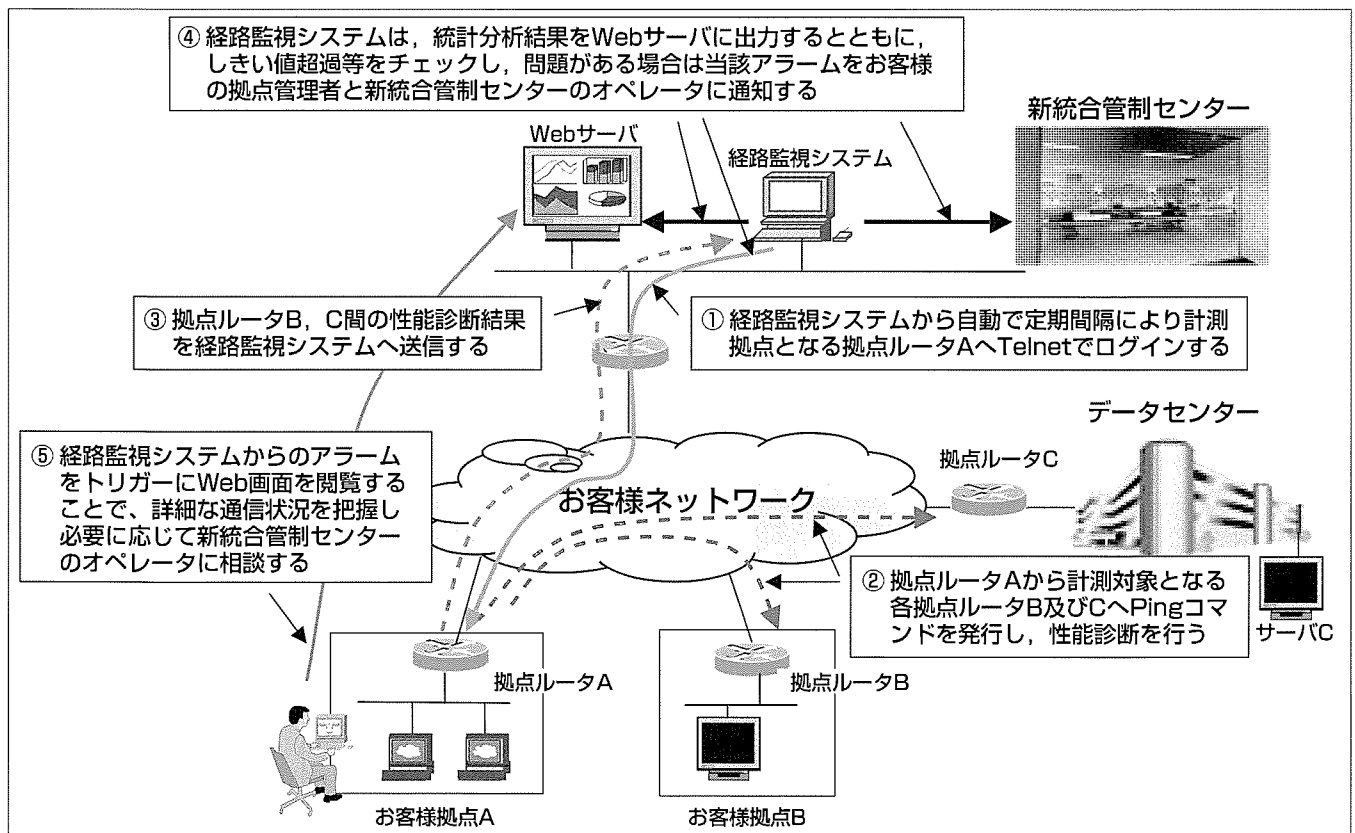 ④ 経路監視システムは，統計分析結果をWebサーバに出力するとともに，
しきい値超過等をチェックし，問題がある場合は当該アラームをお客様
の拠点管理者と新統合管制センターのオペレータに通知する
新統合管制センター
Webサーバ
経路監視システム
③ 拠点ルータB，C間の性能診断結果
を経路監視システムへ送信する
① 経路監視システムから自動で定期間隔により計測
拠点となる拠点ルータAへTelnetでログインする
データセンター
⑤ 経路監視システムからのアラーム
をトリガーにWeb画面を閲覧する
ことで、詳細な通信状況を把握し
必要に応じて新統合管制センター
のオペレータに相談する
拠点ルータC
お客様ネットワーク
② 拠点ルータAから計測対象となる
各拠点ルータB及びCへPingコマ
ンドを発行し，性能診断を行う
サーバC
拠点ルータA
拠点ルータB
お客様拠点A
お客様拠点B